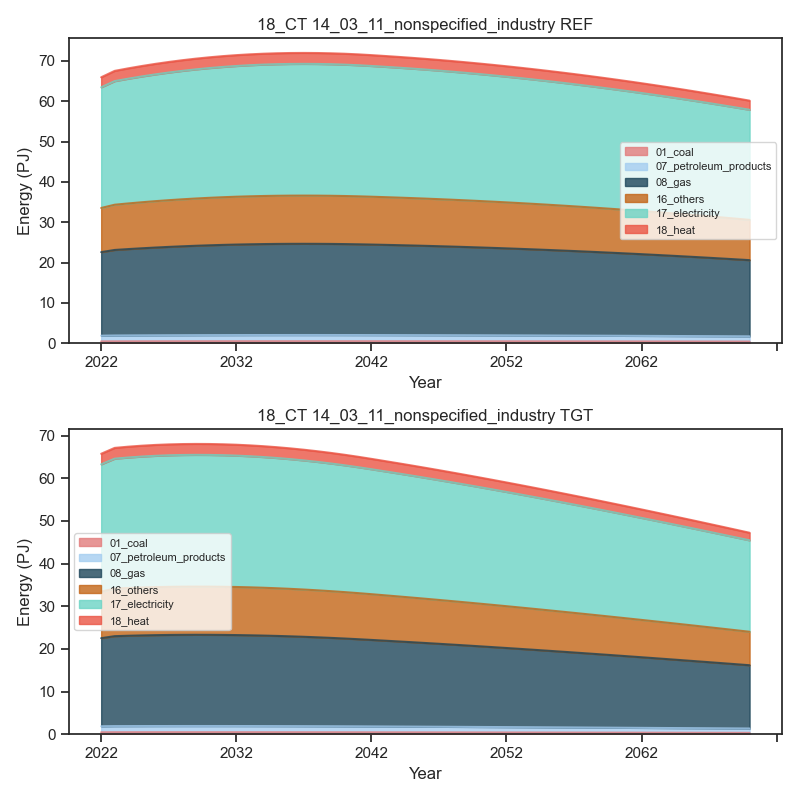 18_CT 14_03_11_nonspecified_industry REF
70
60
50
40
30
20
10
0
Energy (PJ)
01_coal
07_petroleum_products
08_gas
16_others
17_electricity
18_heat
2022
2032
2042
2052
2062
Year
18_CT 14_03_11_nonspecified_industry TGT
70
60
50
40
30
20
10
0
Energy (PJ)
01_coal
07_petroleum_products
08_gas
16_others
17_electricity
18_heat
2022
2032
2042
2052
2062
Year